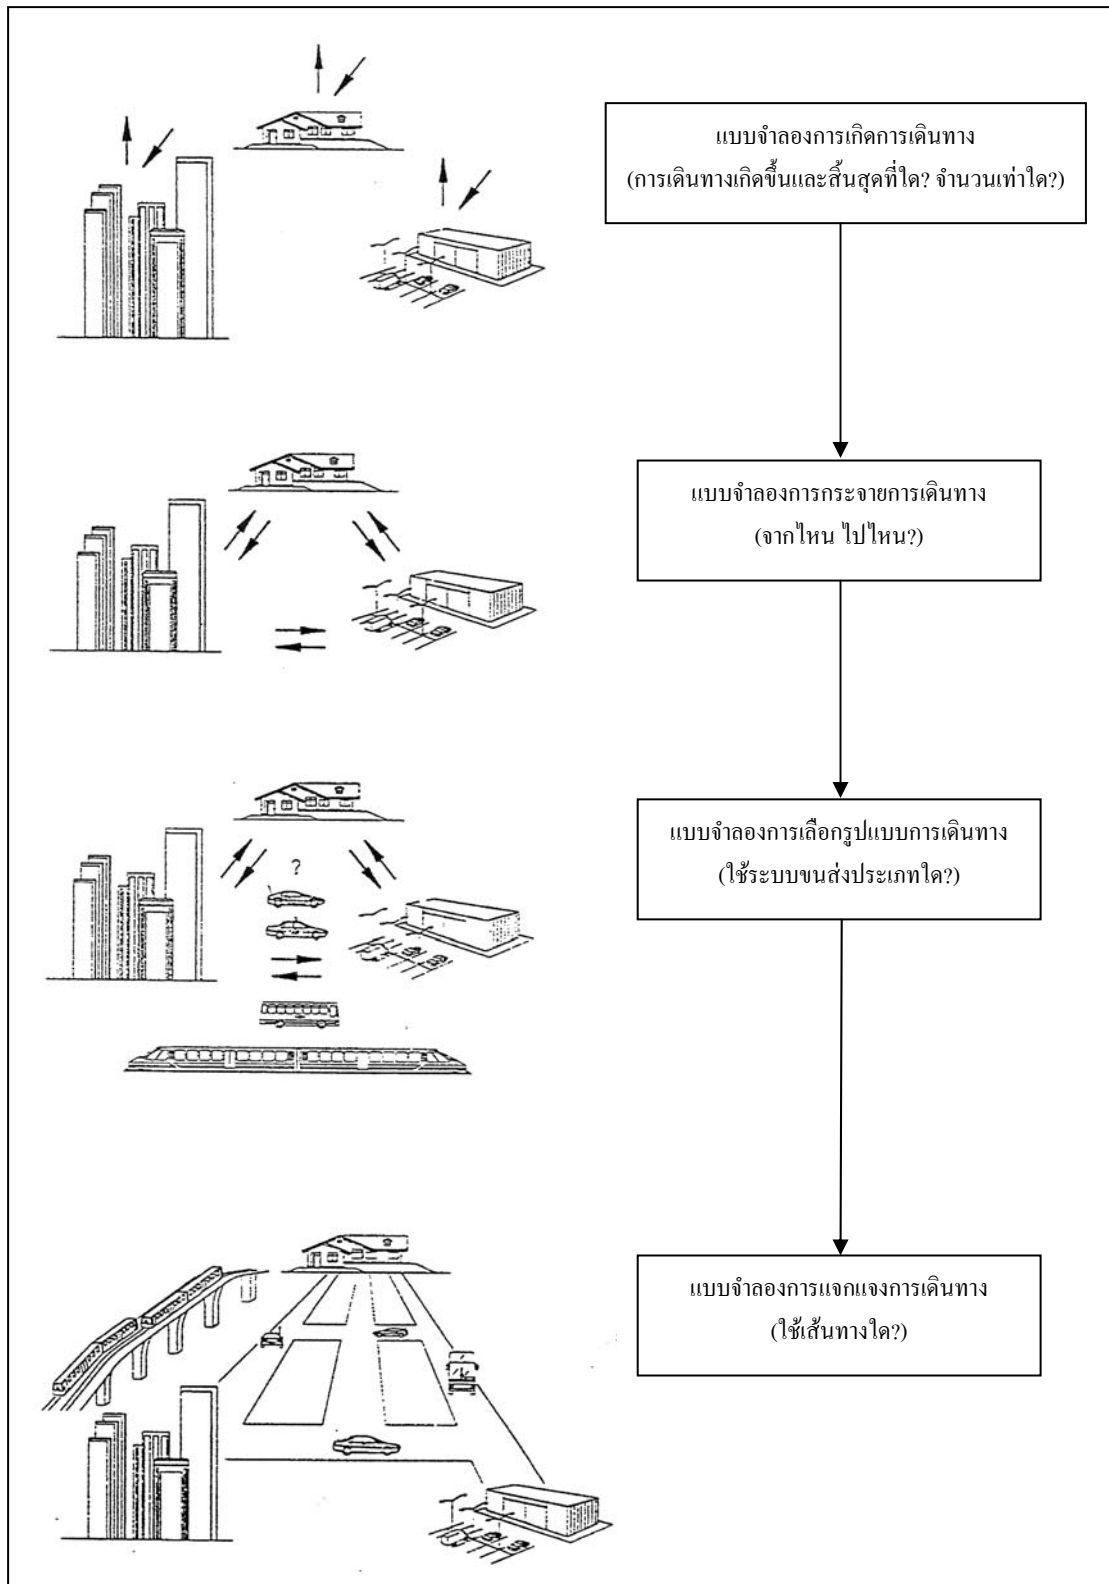 แบบจำลองการเกิดการเดินทาง
(การเดินทางเกิดขึ้นและสิ้นสุดที่ใด? จำนวนเท่าใด?)
แบบจำลองการกระจายการเดินทาง
(จากไหน ไปไหน?)
แบบจำลองการเลือกรูปแบบการเดินทาง
(ใช้ระบบขนส่งประเภทใด?)
?
แบบจำลองการแจกแจงการเดินทาง
(ใช้เส้นทางใด?)